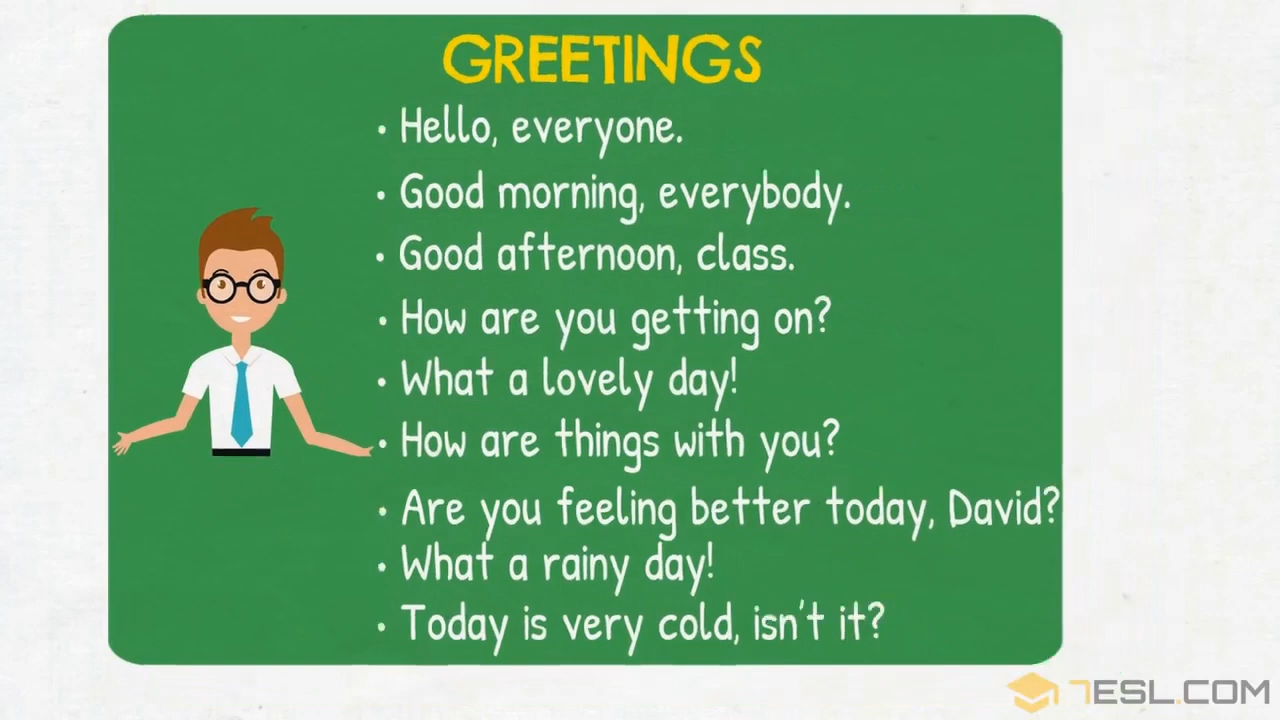 GREETINGS
• Hello, everyone.
• Good morning, everybody.
• Good afternoon, class.
• How are you getting on?
• What a lovely day!
• How are things with you?
• Are you feeling better today, David?
• What a rainy day!
• Today is very cold, isn't it?
7ESL.COM